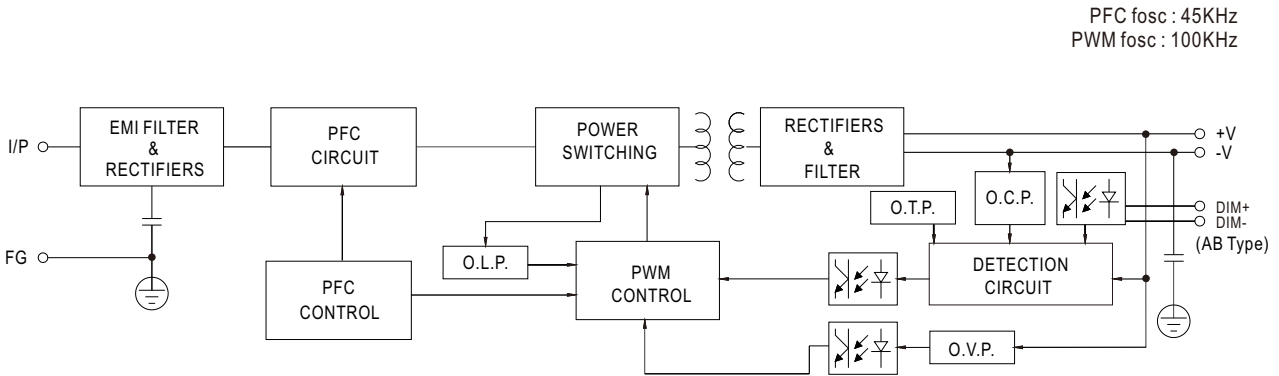 PFC fosc : 45KHz
PWM fosc : 100KHz
I/P
EMI FILTER
&
RECTIFIERS
PFC
CIRCUIT
POWER
SWITCHING
RECTIFIERS
&
FILTER
+V
-V
O.T.P.
O.C.P.
DIM+
DIM-
(AB Type)
FG
O.L.P.
PFC
CONTROL
PWM
CONTROL
DETECTION
CIRCUIT
O.V.P.